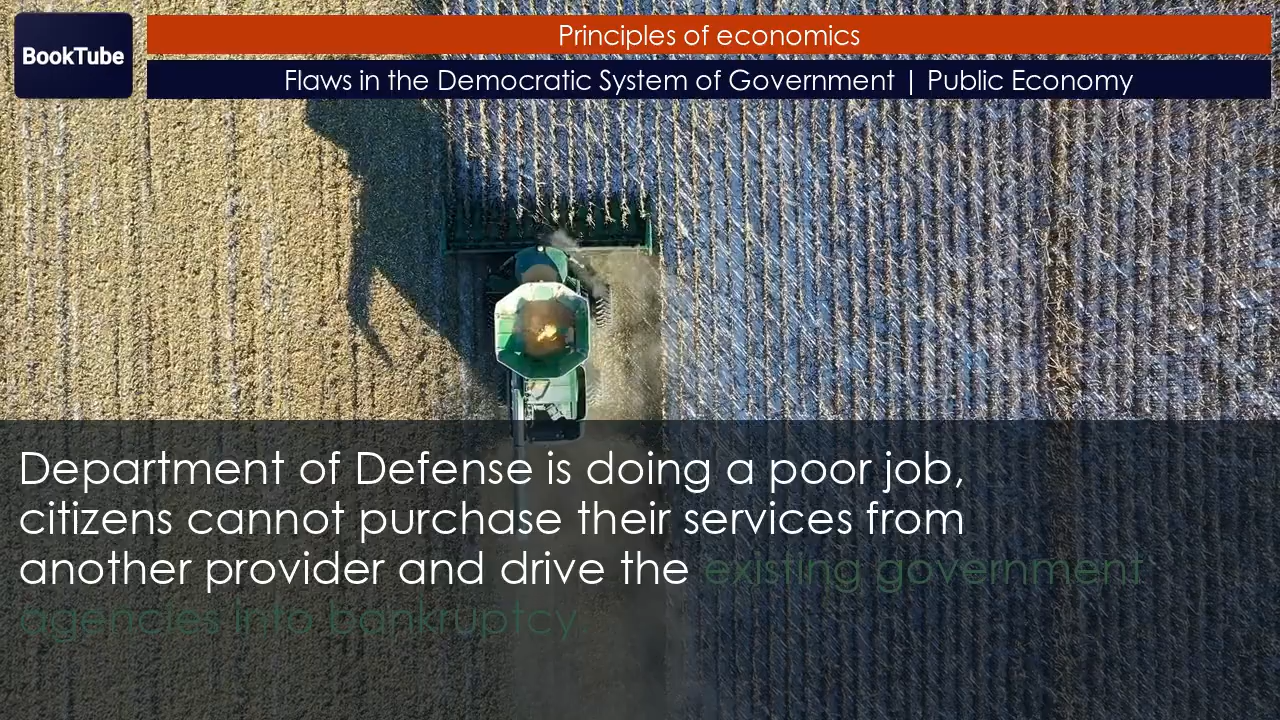 BookTube
Principles of economics
Flaws in the Democratic System of Government | Public Economy
Department of Defense is doing a poor job,
citizens cannot purchase their services from
another provider and drive the existing government
agencies into bankruptcy